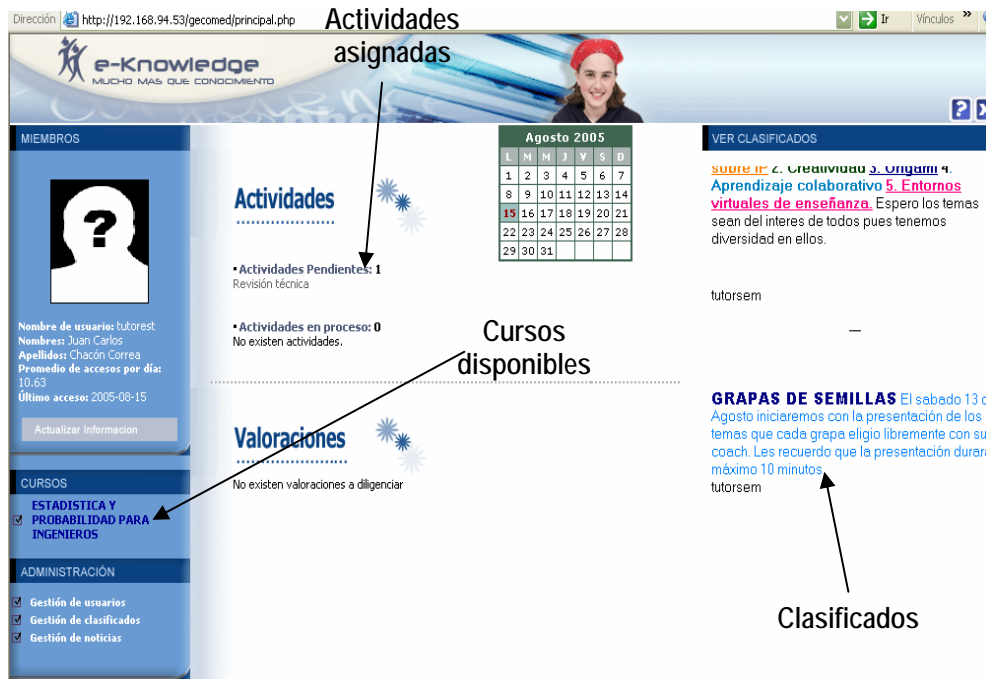 Dirección http://192.168.94.53/gecomed/principal.php
Ir Vínculos »
Actividades
asignadas
e-Knowledge
MUCHO MAS QUE CONOCIMIENTO
?
MIEMBROS
?
Nombre de usuario: tutorest
Nombres: Juan Carlos
Apellidos: Chacón Correa
Promedio de accesos por día:
10.63
Último acceso: 2005-08-15
Actualizar Informacion
CURSOS
ESTADISTICA Y
PROBABILIDAD PARA
INGENIEROS
ADMINISTRACIÓN
Gestión de usuarios
Gestión de clasificados
Gestión de noticias
Actividades
▪ Actividades Pendientes: 1
Revisión técnica
▪ Actividades en proceso: 0
No existen actividades.
Cursos
disponibles
Valoraciones
No existen valoraciones a diligenciar
Agosto 2005
L M M J V S D
1 2 3 4 5 6 7
8 9 10 11 12 13 14
15 16 17 18 19 20 21
22 23 24 25 26 27 28
29 30 31
VER CLASIFICADOS
sobre IP 2. Creatividad 3. Origami 4.
Aprendizaje colaborativo 5. Entornos
virtuales de enseñanza. Espero los temas
sean del interes de todos pues tenemos
diversidad en ellos.
tutorsem
—
GRAPAS DE SEMILLAS El sabado 13 d
Agosto iniciaremos con la presentación de los
temas que cada grapa eligio libremente con su
coach. Les recuerdo que la presentación durar
máximo 10 minutos
tutorsem
Clasificados